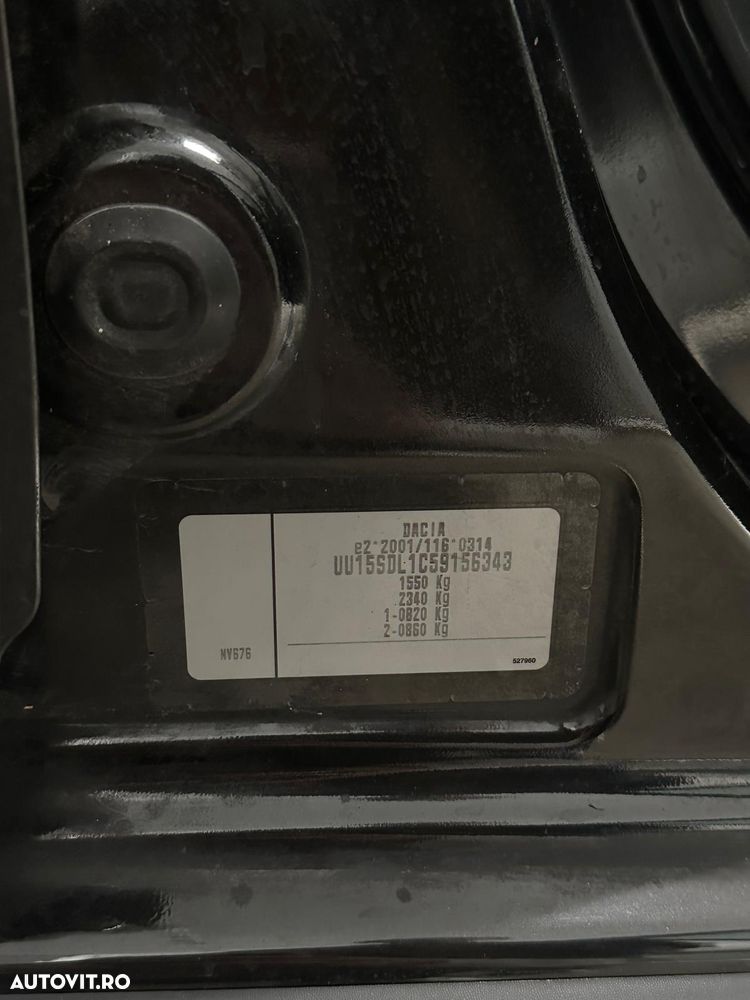 DACIA
e2*2001/116*0314
UU15SDL1C59156343
1550 Kg
2340 Kg
1-0820 Kg
2-0860 Kg
NV676
527960
AUTOVIT.RO